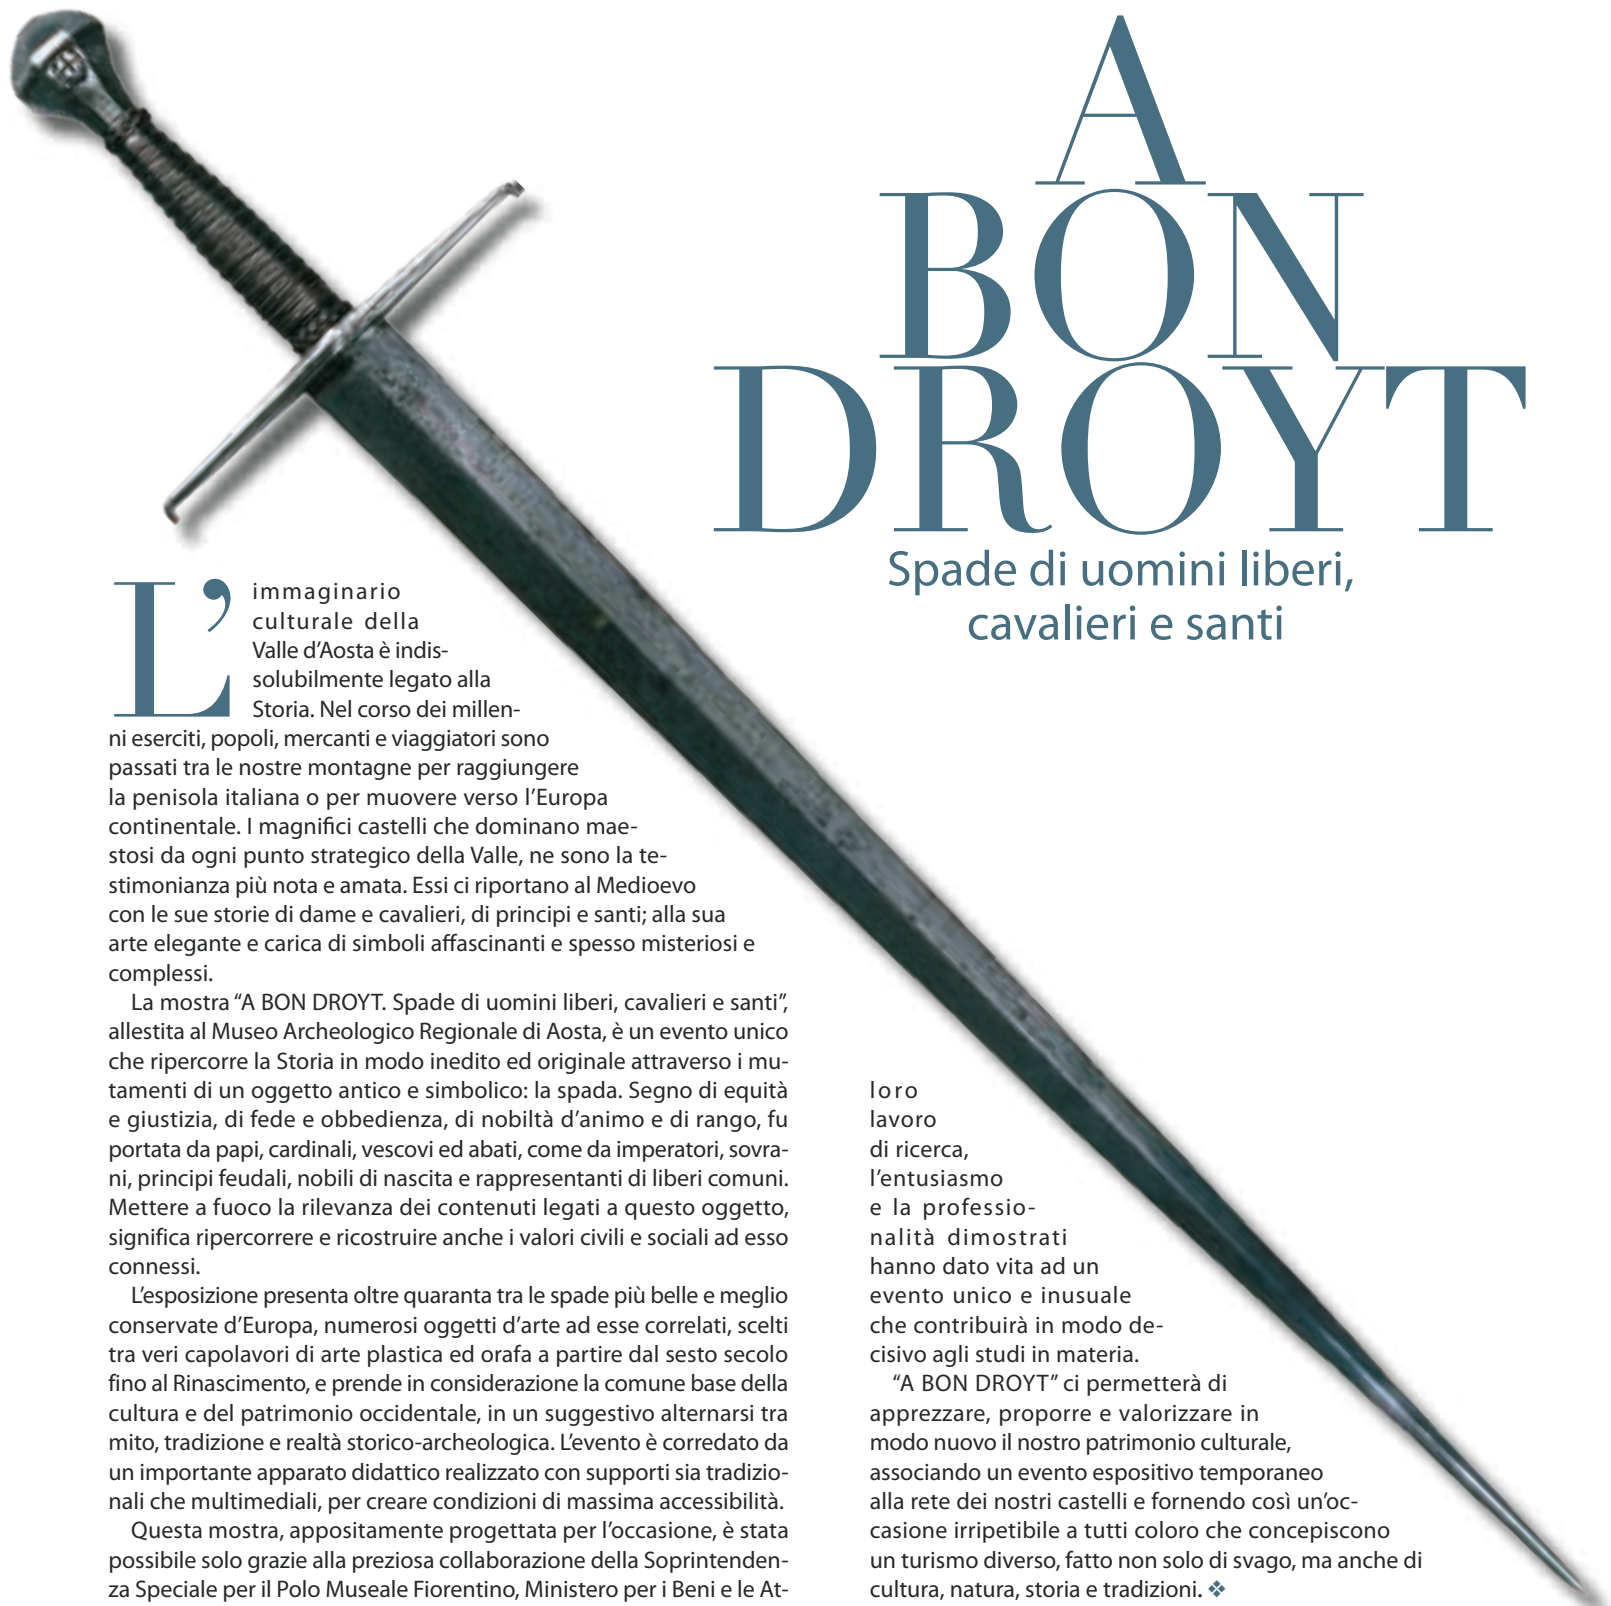 A
BON
DROYT
Spade di uomini liberi,
cavalieri e santi
L’immaginario
culturale della
Valle d’Aosta è indis-
solubilmente legato alla
Storia. Nel corso dei millen-
ni eserciti, popoli, mercanti e viaggiatori sono
passati tra le nostre montagne per raggiungere
la penisola italiana o per muovere verso l’Europa
continentale. I magnifici castelli che dominano mae-
stosi da ogni punto strategico della Valle, ne sono la te-
stimonianza più nota e amata. Essi ci riportano al Medioevo
con le sue storie di dame e cavalieri, di principi e santi; alla sua
arte elegante e carica di simboli affascinanti e spesso misteriosi e
complessi.
La mostra “A BON DROYT. Spade di uomini liberi, cavalieri e santi”,
allestita al Museo Archeologico Regionale di Aosta, è un evento unico
che ripercorre la Storia in modo inedito ed originale attraverso i mu-
tamenti di un oggetto antico e simbolico: la spada. Segno di equità
e giustizia, di fede e obbedienza, di nobiltà d’animo e di rango, fu
portata da papi, cardinali, vescovi ed abati, come da imperatori, sovra-
ni, principi feudali, nobili di nascita e rappresentanti di liberi comuni.
Mettere a fuoco la rilevanza dei contenuti legati a questo oggetto,
significa ripercorrere e ricostruire anche i valori civili e sociali ad esso
connessi.
L’esposizione presenta oltre quaranta tra le spade più belle e meglio
conservate d’Europa, numerosi oggetti d’arte ad esse correlati, scelti
tra veri capolavori di arte plastica ed orafa a partire dal sesto secolo
fino al Rinascimento, e prende in considerazione la comune base della
cultura e del patrimonio occidentale, in un suggestivo alternarsi tra
mito, tradizione e realtà storico-archeologica. L’evento è corredato da
un importante apparato didattico realizzato con supporti sia tradizio-
nali che multimediali, per creare condizioni di massima accessibilità.
Questa mostra, appositamente progettata per l’occasione, è stata
possibile solo grazie alla preziosa collaborazione della Soprintenden-
za Speciale per il Polo Museale Fiorentino, Ministero per i Beni e le At-
loro
lavoro
di ricerca,
l’entusiasmo
e la professio-
nalità dimostrati
hanno dato vita ad un
evento unico e inusuale
che contribuirà in modo de-
cisivo agli studi in materia.
“A BON DROYT” ci permetterà di
apprezzare, proporre e valorizzare in
modo nuovo il nostro patrimonio culturale,
associando un evento espositivo temporaneo
alla rete dei nostri castelli e fornendo così un’oc-
casione irripetibile a tutti coloro che concepiscono
un turismo diverso, fatto non solo di svago, ma anche di
cultura, natura, storia e tradizioni. ❖